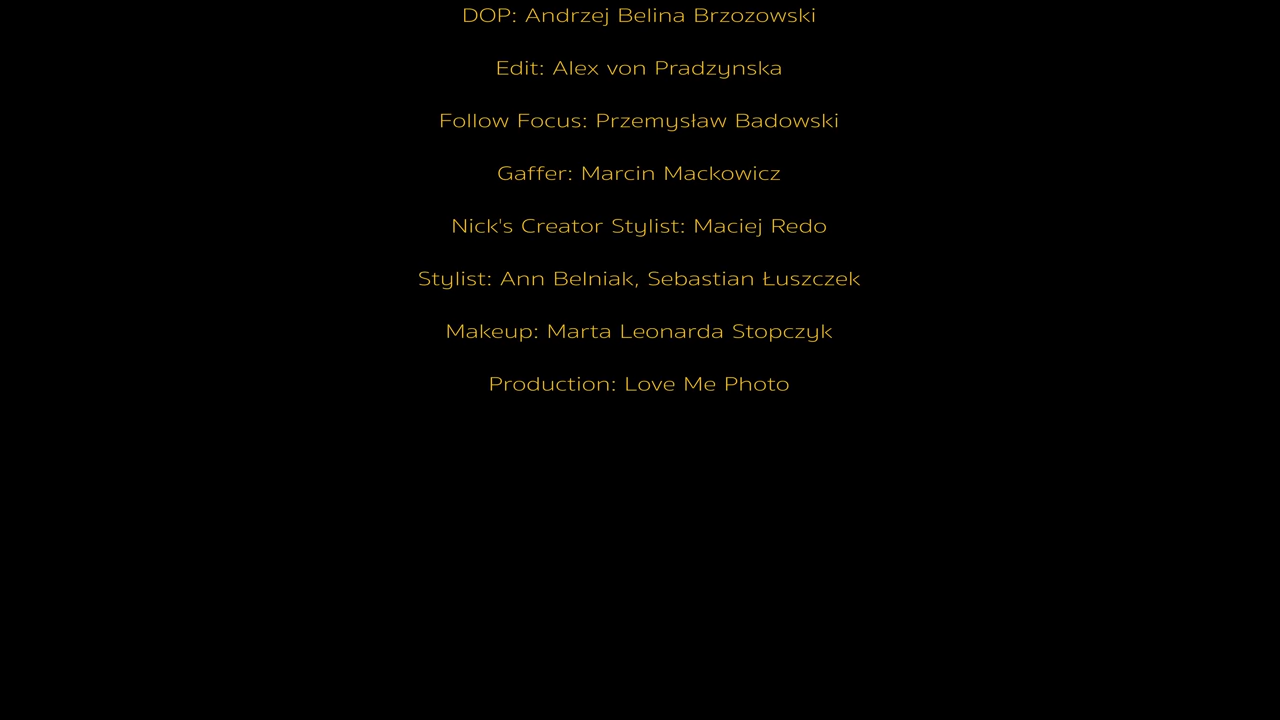 DOP: Andrzej Belina Brzozowski
Edit: Alex von Pradzynska
Follow Focus: Przemysław Badowski
Gaffer: Marcin Mackowicz
Nick's Creator Stylist: Maciej Redo
Stylist: Ann Belniak, Sebastian Łuszczek
Makeup: Marta Leonarda Stopczyk
Production: Love Me Photo